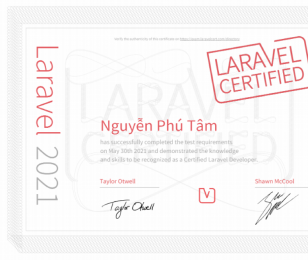 LARAVEL
CERTIFIED
Laravel 2021
Nguyễn Phú Tâm
has successfully completed the test requirements
on May 20th 2021 and demonstrated the knowledge
and skills to be recognized as a Certified Laravel Developer.
Taylor Otwell
Shawn McCool
Taylor Otwell